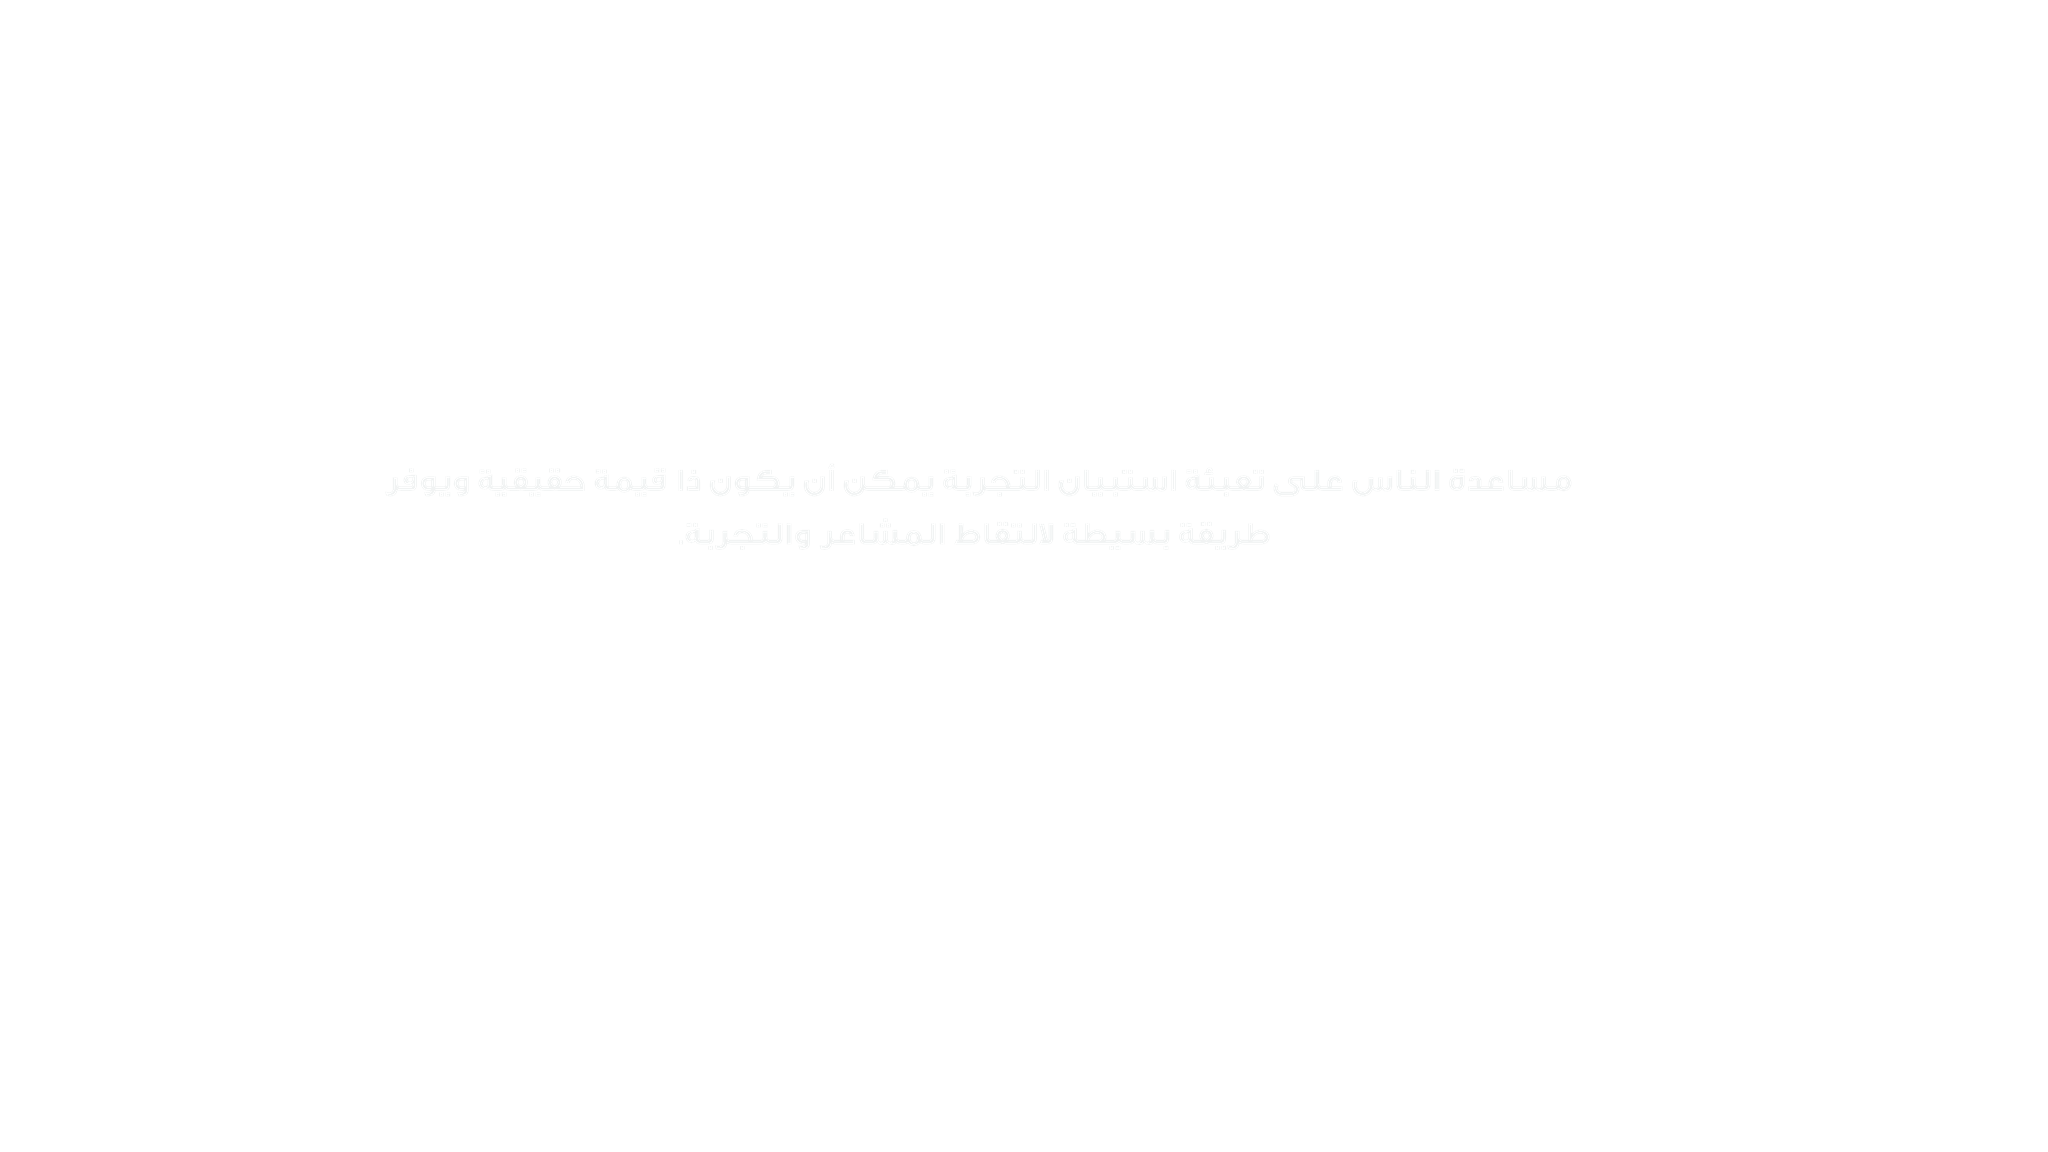 مساعدة الناس على تعبئة استبيان التجربة يمكن أن يكون ذا قيمة حقيقية ويوفر
طريقة بسيطة لالتقاط المشاعر والتجربة.